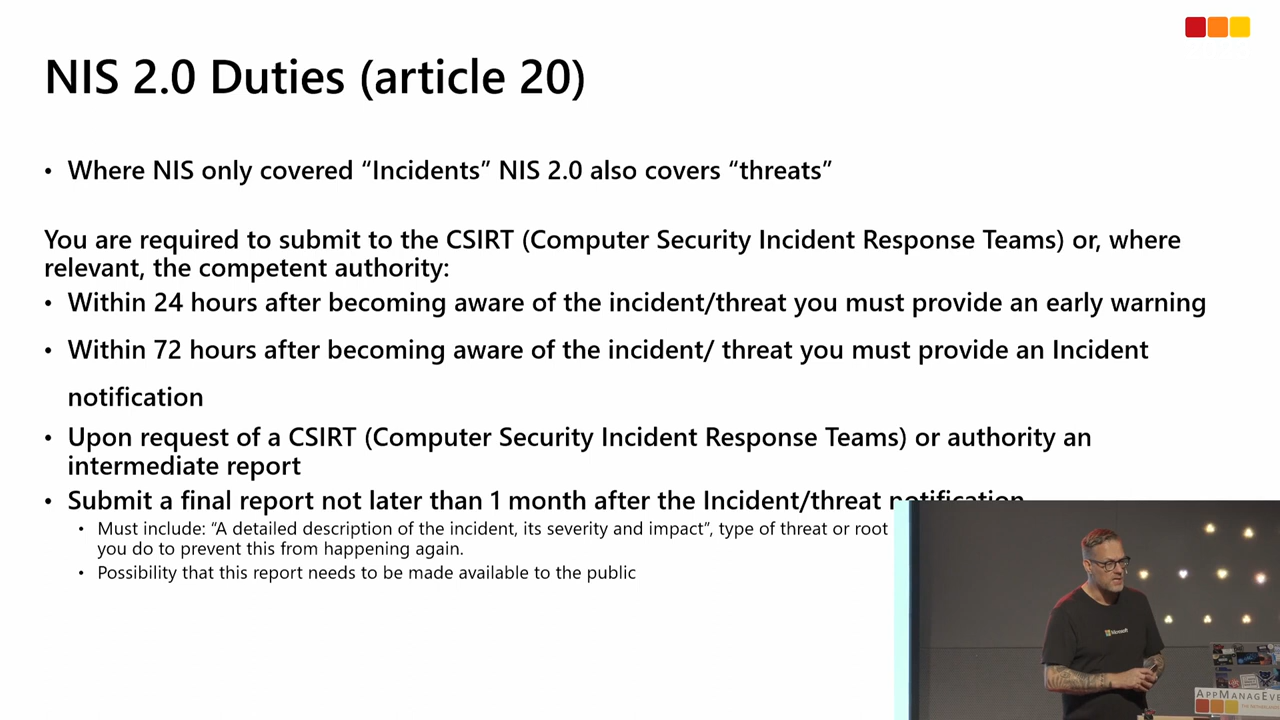 NIS 2.0 Duties (article 20)
• Where NIS only covered “Incidents” NIS 2.0 also covers “threats”
You are required to submit to the CSIRT (Computer Security Incident Response Teams) or, where
relevant, the competent authority:
• Within 24 hours after becoming aware of the incident/threat you must provide an early warning
• Within 72 hours after becoming aware of the incident/ threat you must provide an Incident
notification
• Upon request of a CSIRT (Computer Security Incident Response Teams) or authority an
intermediate report
• Submit a final report not later than 1 month after the Incident/threat notification
• Must include: “A detailed description of the incident, its severity and impact”, type of threat or root
you do to prevent this from happening again.
• Possibility that this report needs to be made available to the public
Microsoft
APPMANAGEVE